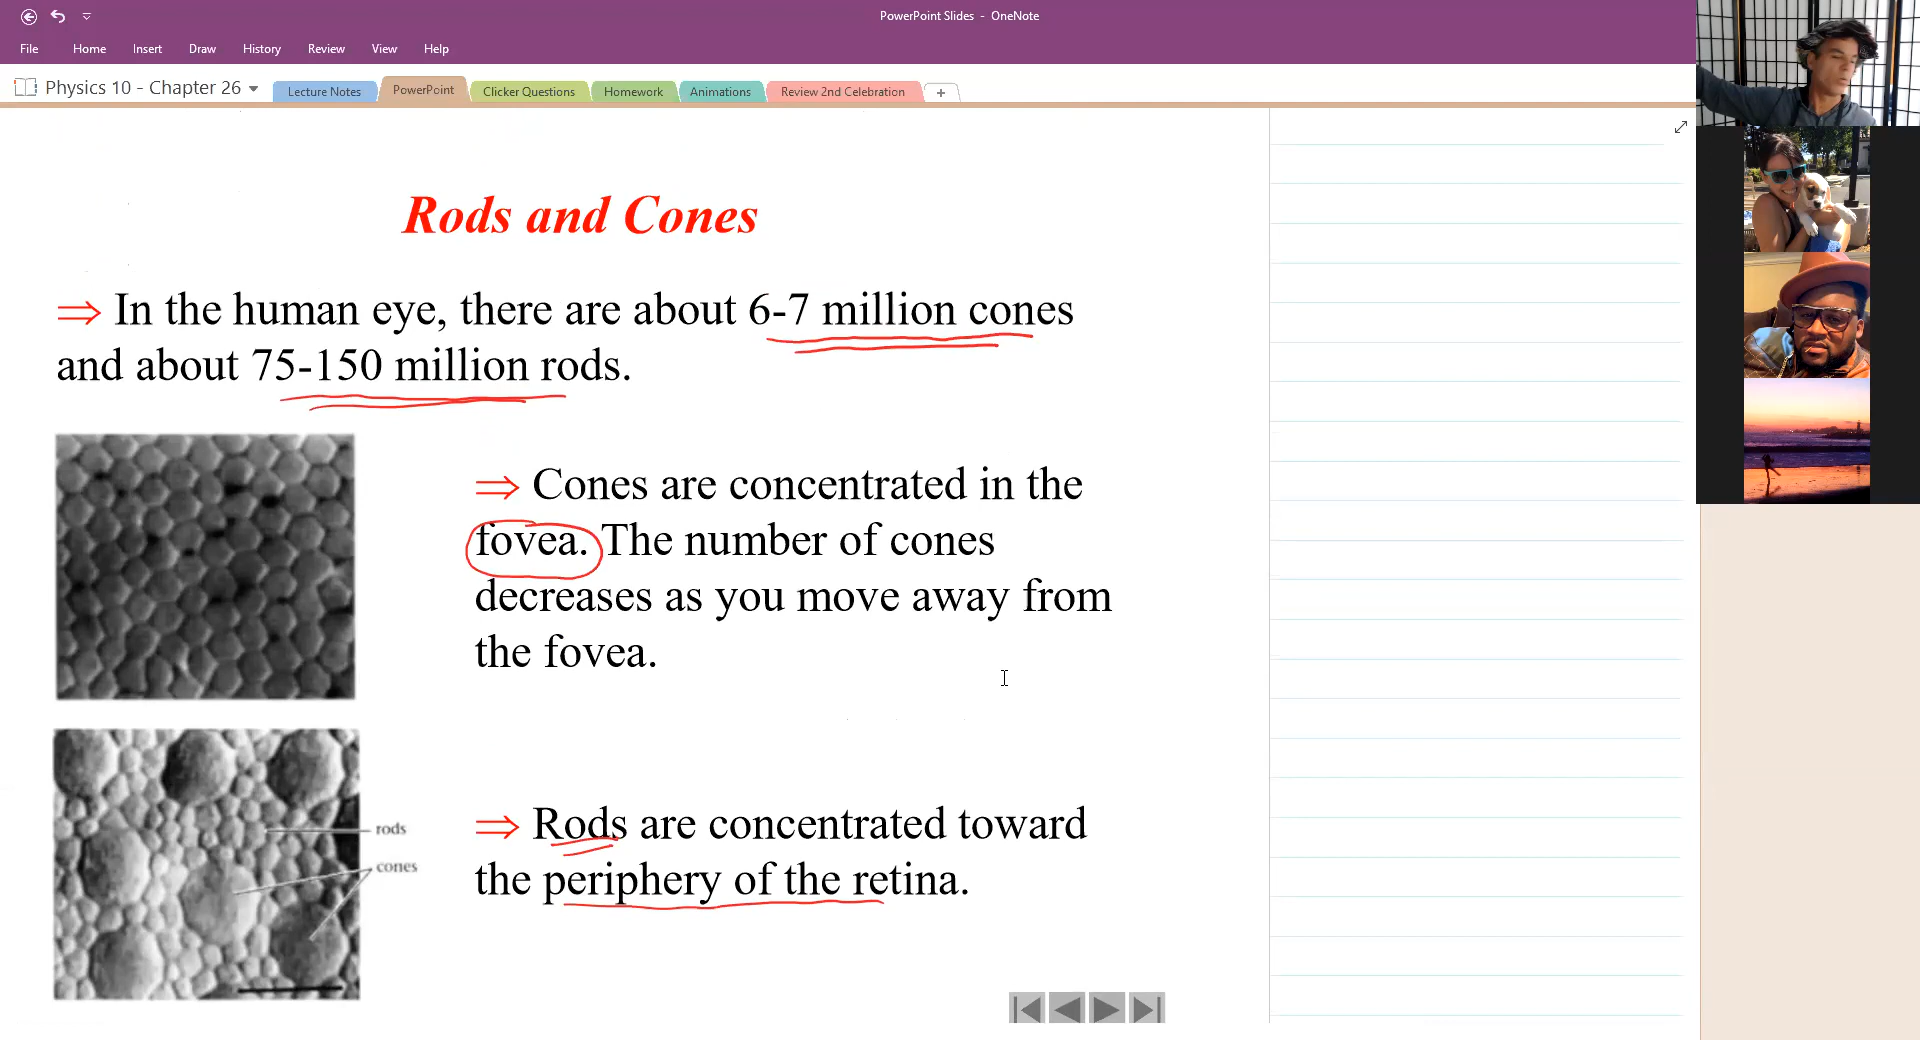 PowerPoint Slides - OneNote
File Home Insert Draw History Review View Help
Physics 10 - Chapter 26
Lecture Notes PowerPoint Clicker Questions Homework Animations Review 2nd Celebration +
Rods and Cones
⇒ In the human eye, there are about 6-7 million cones
and about 75-150 million rods.
⇒ Cones are concentrated in the
fovea. The number of cones
decreases as you move away from
the fovea.
rods
cones
⇒ Rods are concentrated toward
the periphery of the retina.